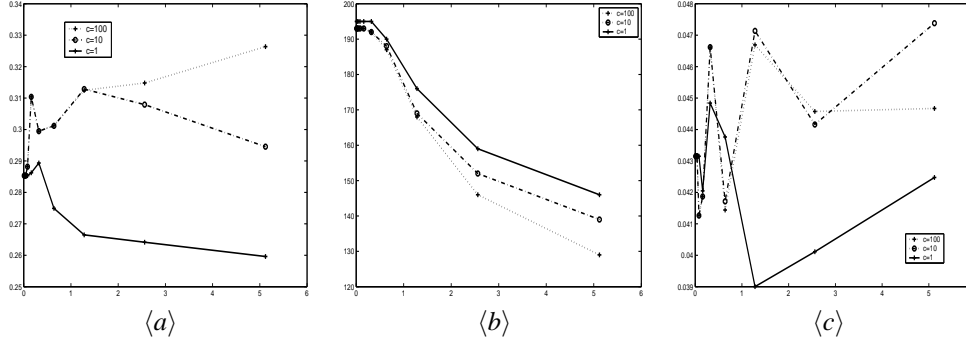 0.33
0.32
0.31
0.3
0.29
0.28
0.27
0.26
0.25
0 1 2 3 4 5 6
c=100
c=10
c=1
⟨a⟩
200
190
180
170
160
150
140
130
120
0 1 2 3 4 5 6
c=100
c=10
c=1
⟨b⟩
0.048
0.047
0.046
0.045
0.044
0.043
0.042
0.041
0.04
0.039
0 1 2 3 4 5
c=100
c=10
c=1
⟨c⟩